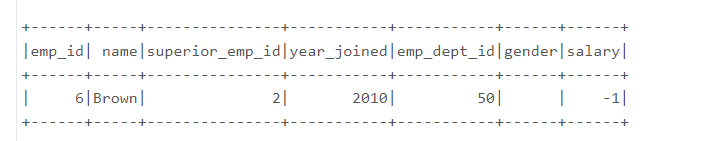 +------+-----+---------------+-----------+-----------+------+------+
|emp_id| name|superior_emp_id|year_joined|emp_dept_id|gender|salary|
+------+-----+---------------+-----------+-----------+------+------+
|     6|Brown|              2|       2010|         50|      |    -1|
+------+-----+---------------+-----------+-----------+------+------+